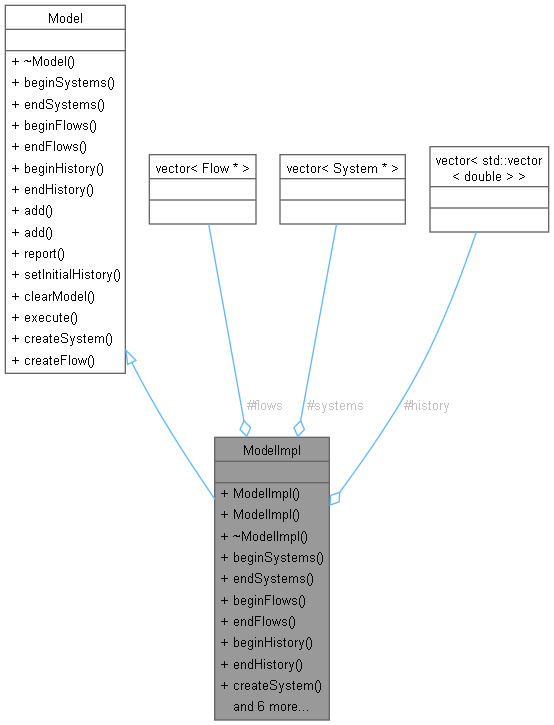 Model
+ ~Model()
+ beginSystems()
+ endSystems()
+ beginFlows()
+ endFlows()
+ beginHistory()
+ endHistory()
+ add()
+ add()
+ report()
+ setInitialHistory()
+ clearModel()
+ execute()
+ createSystem()
+ createFlow()
vector< Flow * >
vector< System * >
vector< std::vector
< double > >
#flows
#systems
#history
ModelImpl
+ ModelImpl()
+ ModelImpl()
+ ~ModelImpl()
+ beginSystems()
+ endSystems()
+ beginFlows()
+ endFlows()
+ beginHistory()
+ endHistory()
+ createSystem()
and 6 more...